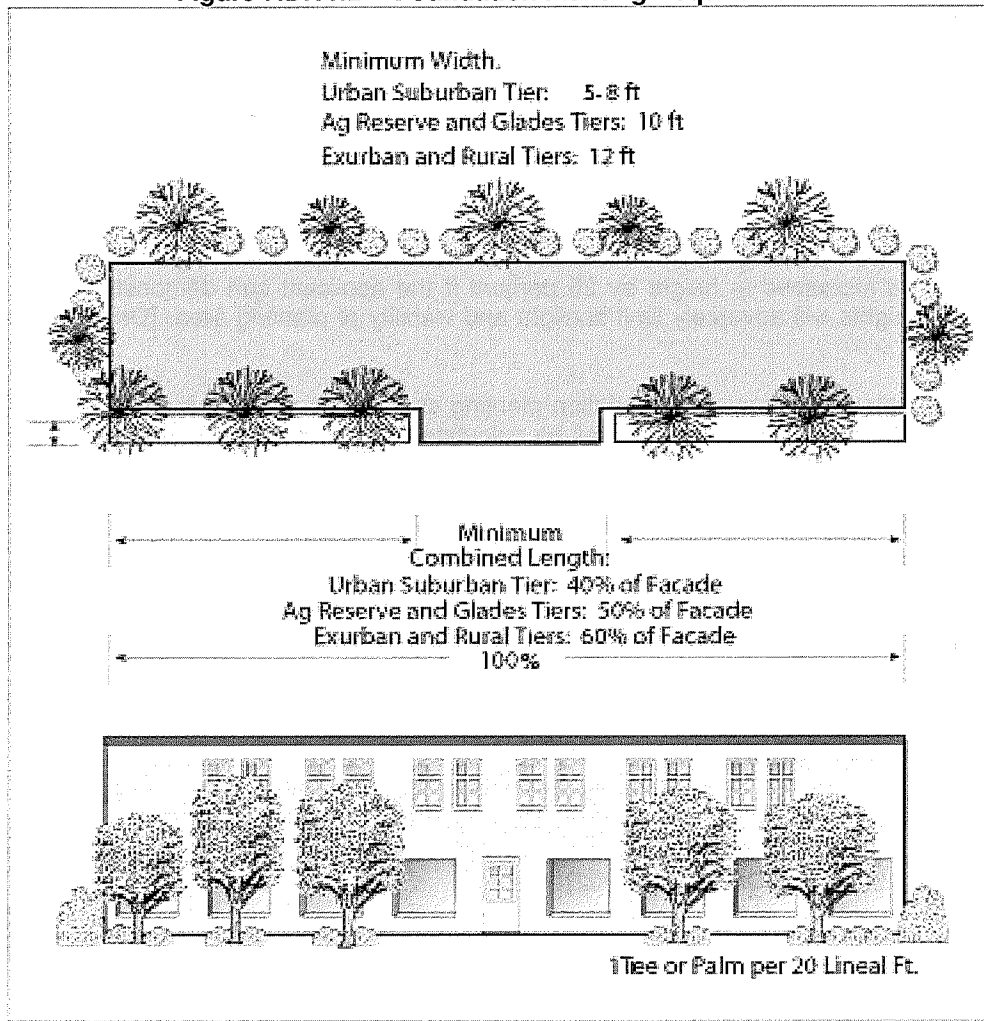 Minimum Width.
Urban Suburban Tier: 5-8 ft
Ag Reserve and Glades Tiers: 10 ft
Exurban and Rural Tiers: 12 ft
Minimum
Combined Length:
Urban Suburban Tier: 40% of Facade
Ag Reserve and Glades Tiers: 50% of Facade
Exurban and Rural Tiers: 60% of Facade
100%
1 Tree or Palm per 20 Lineal Ft.